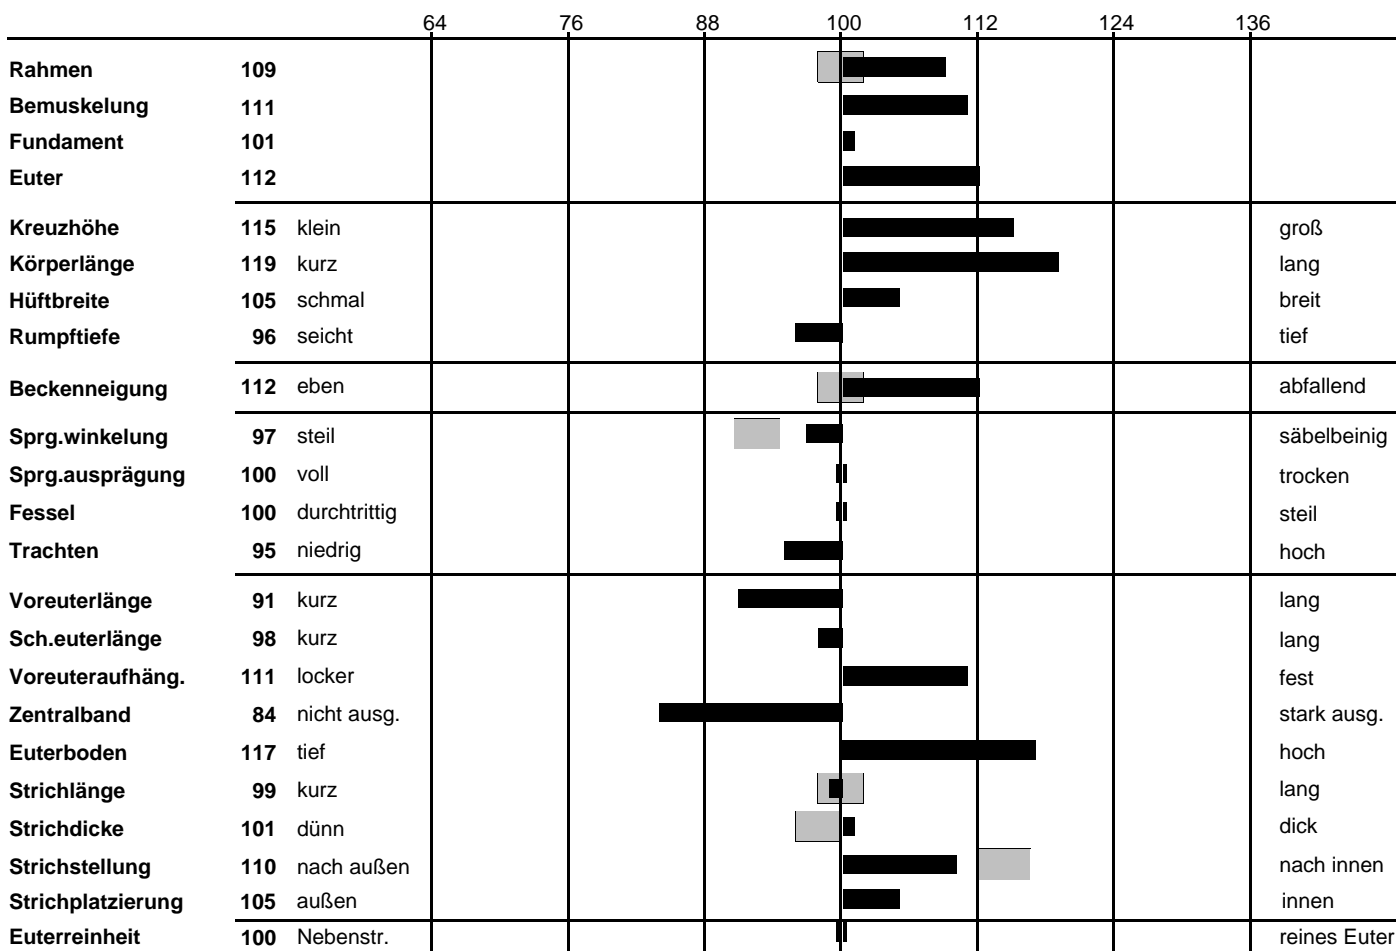 64 76 88 100 112 124 136
Rahmen 109
Bemuskelung 111
Fundament 101
Euter 112
Kreuzhöhe 115 klein groß
Körperlänge 119 kurz lang
Hüftbreite 105 schmal breit
Rumpftiefe 96 seicht tief
Beckenneigung 112 eben abfallend
Sprg.winkelung 97 steil säbelbeinig
Sprg.ausprägung 100 voll trocken
Fessel 100 durchtrittig steil
Trachten 95 niedrig hoch
Voreuterlänge 91 kurz lang
Sch.euterlänge 98 kurz lang
Voreuteraufhäng. 111 locker fest
Zentralband 84 nicht ausg. stark ausg.
Euterboden 117 tief hoch
Strichlänge 99 kurz lang
Strichdicke 101 dünn dick
Strichstellung 110 nach außen nach innen
Strichplatzierung 105 außen innen
Euterreinheit 100 Nebenstr. reines Euter